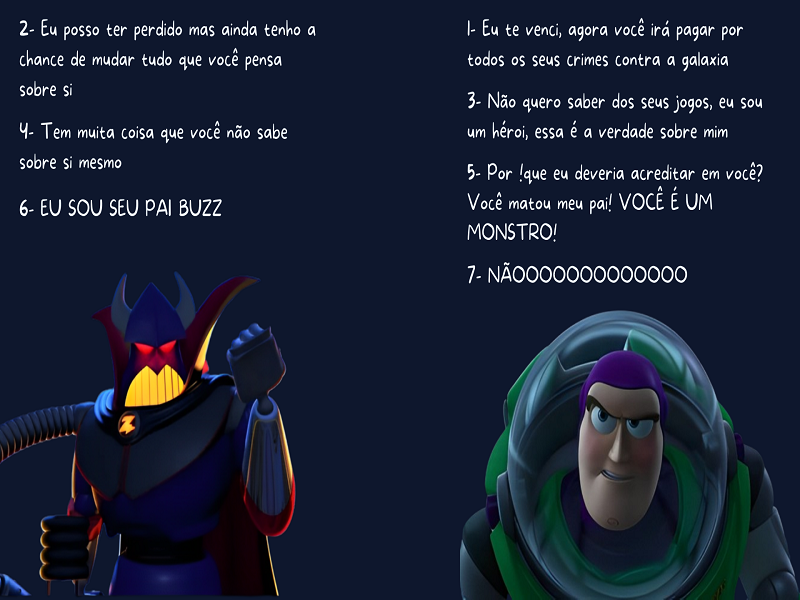 2- Eu posso ter perdido mas ainda tenho a
chance de mudar tudo que você pensa
sobre si
4- Tem muita coisa que você não sabe
sobre si mesmo
6- EU SOU SEU PAI BUZZ
1- Eu te venci, agora você irá pagar por
todos os seus crimes contra a galaxia
3- Não quero saber dos seus jogos, eu sou
um héroi, essa é a verdade sobre mim
5- Por !que eu deveria acreditar em você?
Você matou meu pai! VOCÊ É UM
MONSTRO!
7- NÃOOOOOOOOOOOOOO
Z